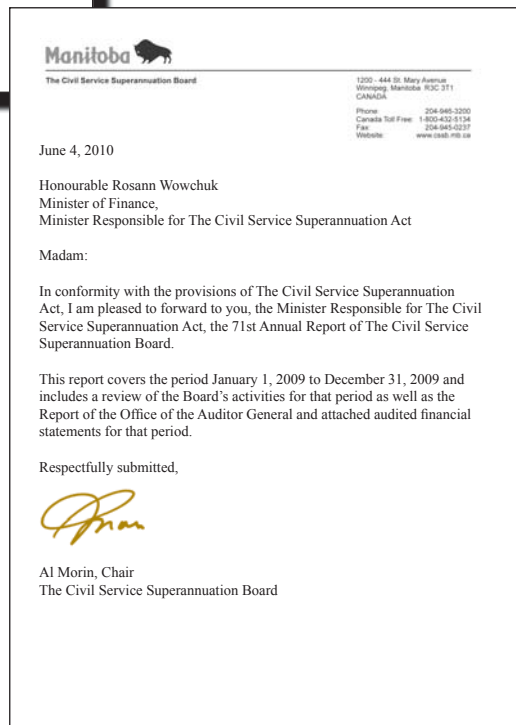 Manitoba
The Civil Service Superannuation Board
1200 - 444 St. Mary Avenue
Winnipeg, Manitoba R3C 3T1
CANADA
Phone: 204-946-3200
Canada Toll Free: 1-800-432-5134
Fax: 204-945-0237
Website: www.cssb.mb.ca
June 4, 2010
Honourable Rosann Wowchuk
Minister of Finance,
Minister Responsible for The Civil Service Superannuation Act
Madam:
In conformity with the provisions of The Civil Service Superannuation
Act, I am pleased to forward to you, the Minister Responsible for The Civil
Service Superannuation Act, the 71st Annual Report of The Civil Service
Superannuation Board.
This report covers the period January 1, 2009 to December 31, 2009 and
includes a review of the Board’s activities for that period as well as the
Report of the Office of the Auditor General and attached audited financial
statements for that period.
Respectfully submitted,
Al Morin, Chair
The Civil Service Superannuation Board